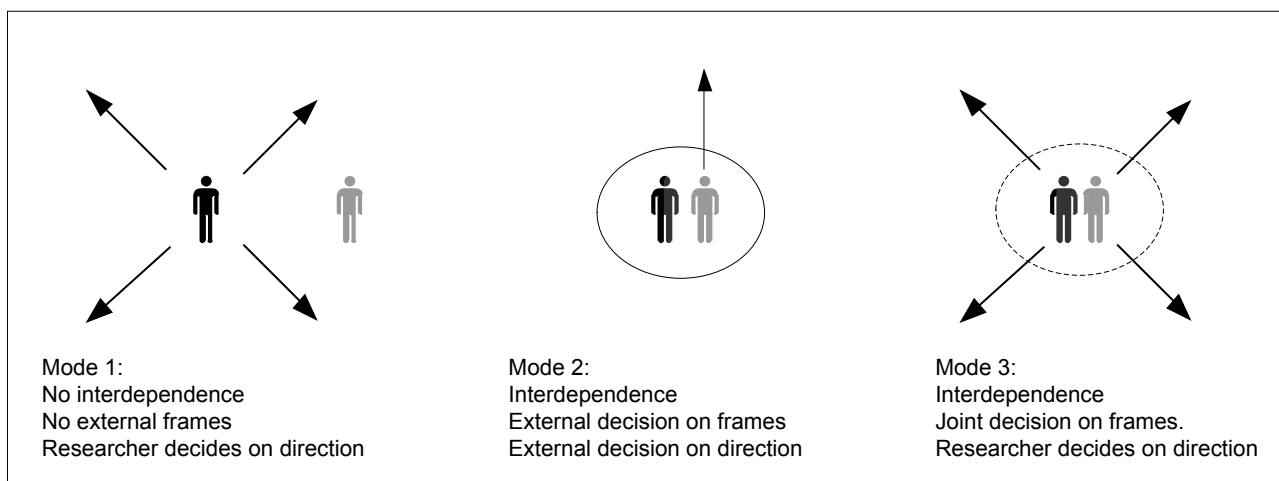 Mode 1:
No interdependence
No external frames
Researcher decides on direction
Mode 2:
Interdependence
External decision on frames
External decision on direction
Mode 3:
Interdependence
Joint decision on frames.
Researcher decides on direction